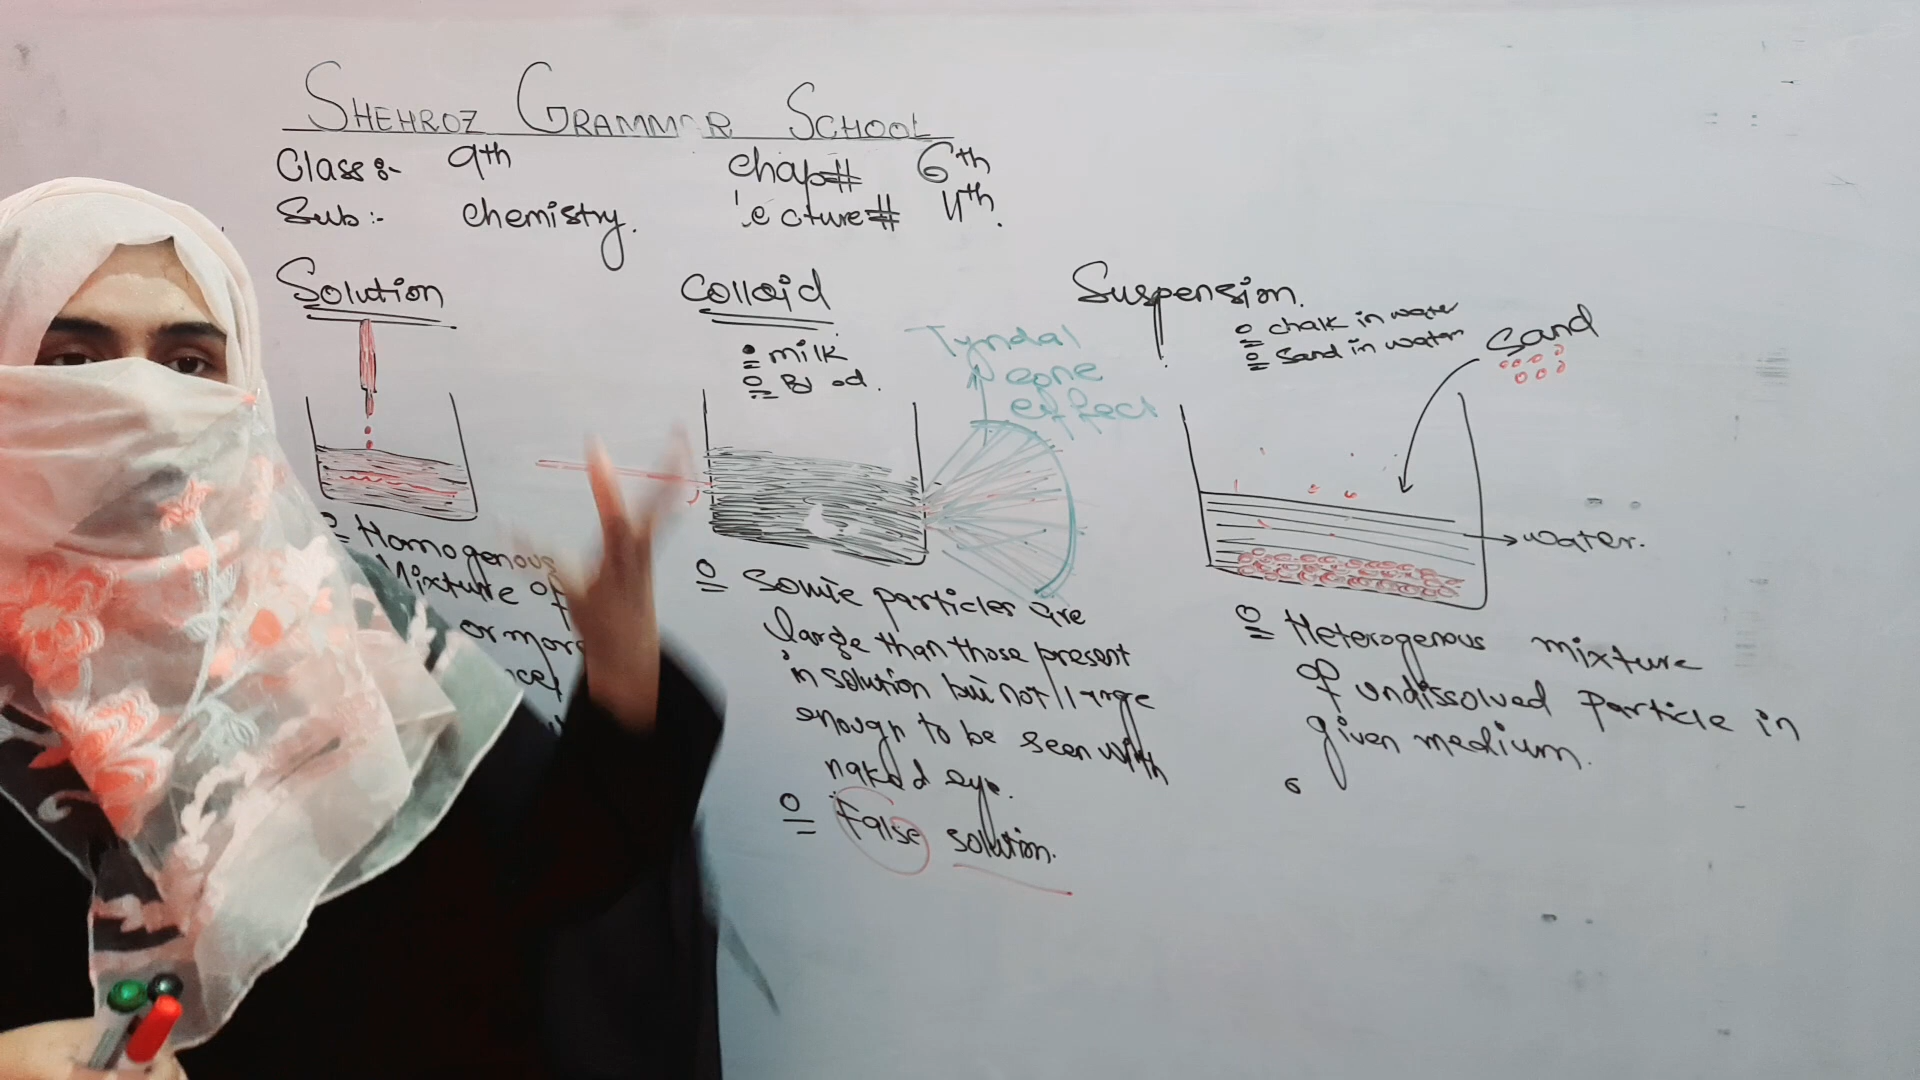 SHEHROZ GRAMMAR SCHOOL
Class:- 9th chap# 6th
Sub:- chemistry. lecture# 4th.
Solution
Homogenous
Mixture of
or more
Colloid
milk
Tyndal
cone
effect
Some particles are
large than those present
in solution but not large
enough to be seen with
naked eye.
False solution.
Suspension.
chalk in water
Sand in water
Sand
water.
Heterogenous mixture
of undissolved particle in
given medium.